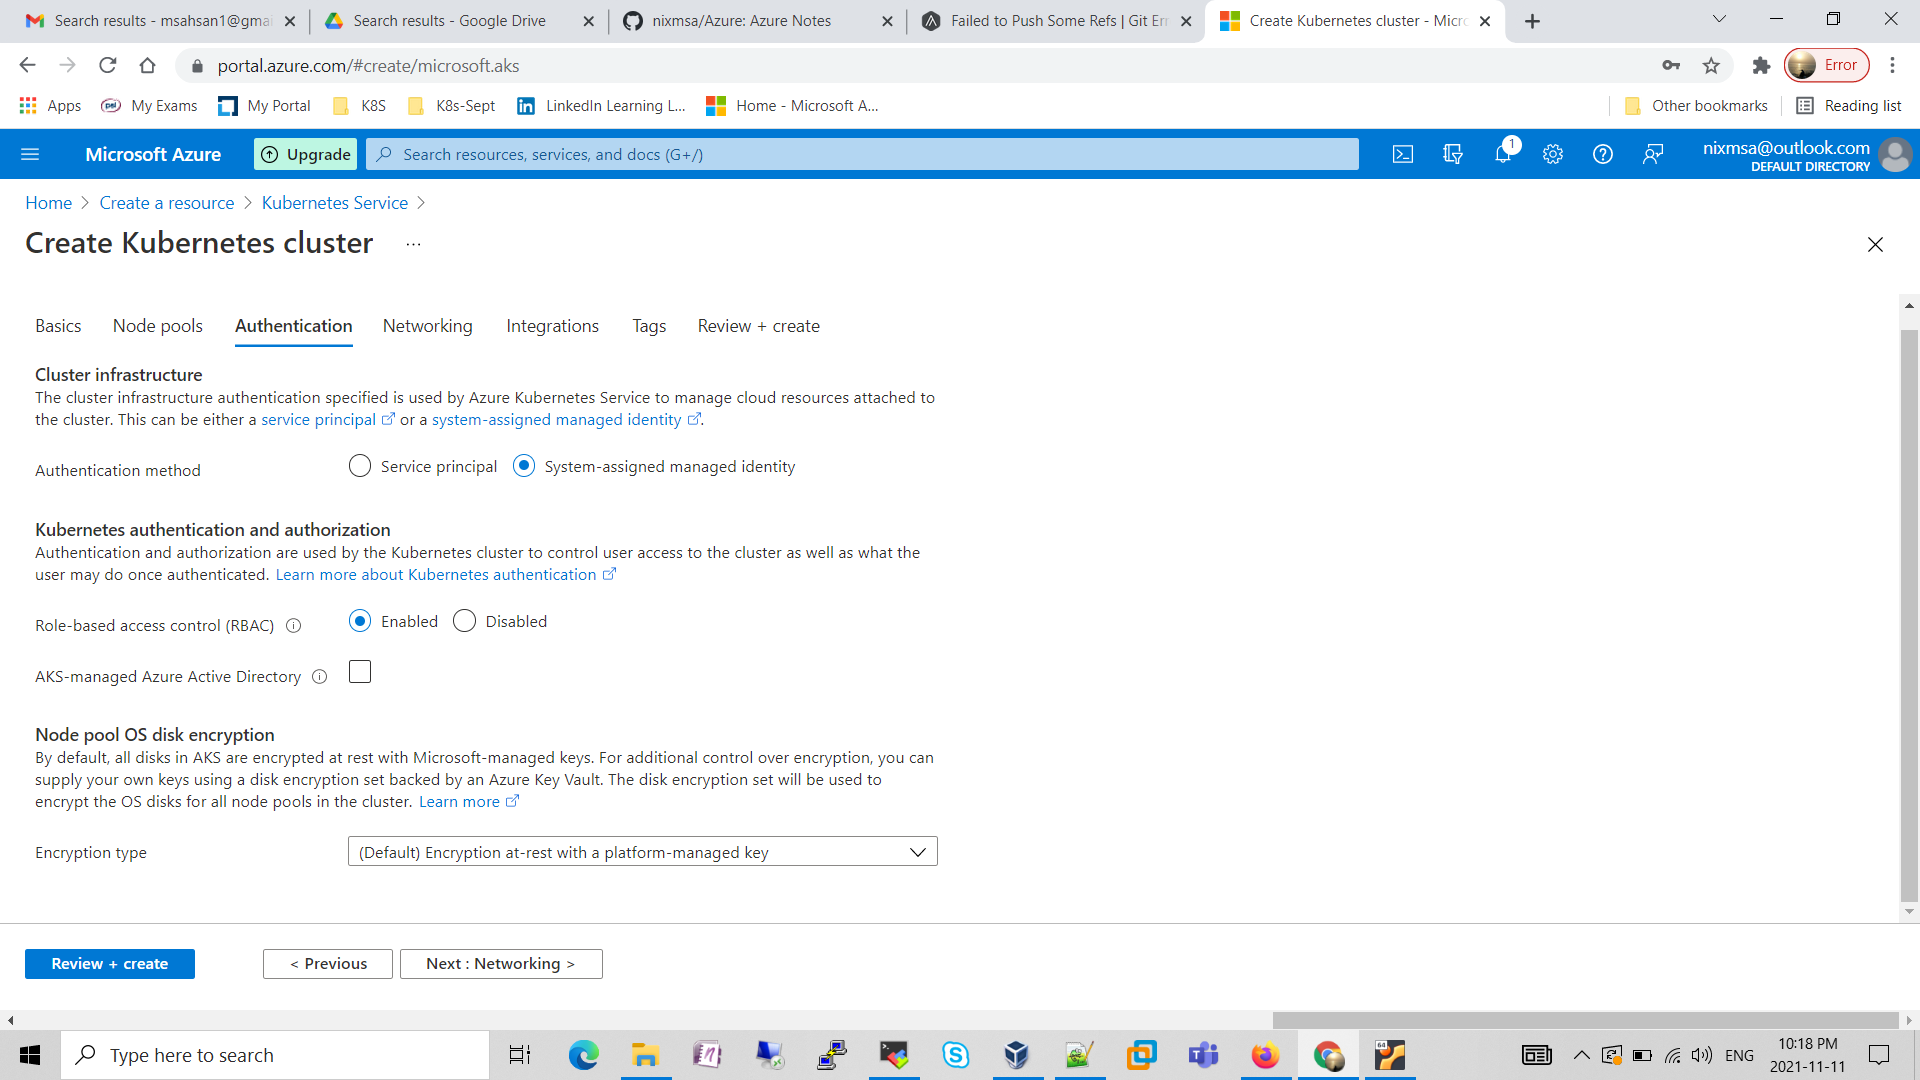 Search results - msahsan1@gmai
Search results - Google Drive
nixmsa/Azure: Azure Notes
Failed to Push Some Refs | Git Err
Create Kubernetes cluster - Micro
portal.azure.com/#create/microsoft.aks
Error
Apps
psi
My Exams
My Portal
K8S
K8s-Sept
LinkedIn Learning L...
Home - Microsoft A...
Other bookmarks
Reading list
Microsoft Azure
Upgrade
Search resources, services, and docs (G+/)
1
nixmsa@outlook.com
DEFAULT DIRECTORY
Home > Create a resource > Kubernetes Service >
Create Kubernetes cluster ...
Basics
Node pools
Authentication
Networking
Integrations
Tags
Review + create
Cluster infrastructure
The cluster infrastructure authentication specified is used by Azure Kubernetes Service to manage cloud resources attached to
the cluster. This can be either a service principal or a system-assigned managed identity.
Authentication method
Service principal
System-assigned managed identity
Kubernetes authentication and authorization
Authentication and authorization are used by the Kubernetes cluster to control user access to the cluster as well as what the
user may do once authenticated. Learn more about Kubernetes authentication
Role-based access control (RBAC)
Enabled
Disabled
AKS-managed Azure Active Directory
Node pool OS disk encryption
By default, all disks in AKS are encrypted at rest with Microsoft-managed keys. For additional control over encryption, you can
supply your own keys using a disk encryption set backed by an Azure Key Vault. The disk encryption set will be used to
encrypt the OS disks for all node pools in the cluster. Learn more
Encryption type
(Default) Encryption at-rest with a platform-managed key
Review + create
< Previous
Next : Networking >
Type here to search
64
ENG
10:18 PM
2021-11-11